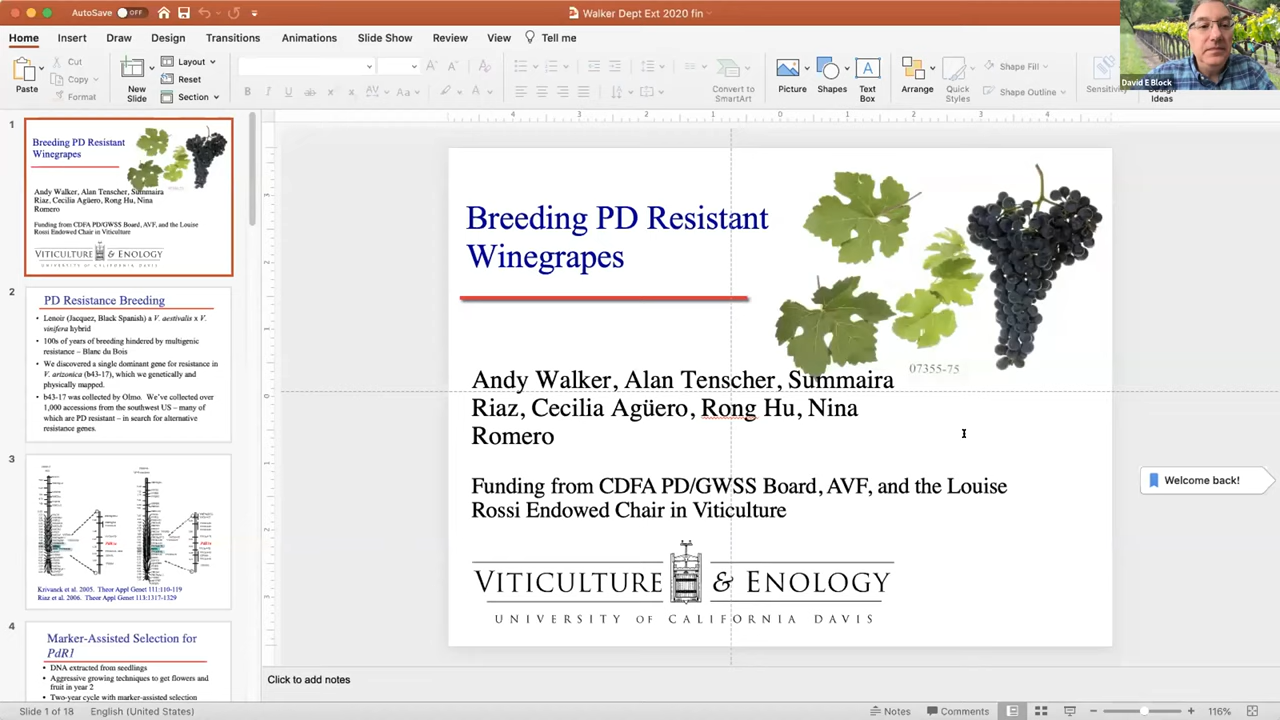 AutoSave OFF
Walker Dept Ext 2020 fin
Home Insert Draw Design Transitions Animations Slide Show Review View Tell me
Paste
Cut
Copy
Format
New
Slide
Layout
Reset
Section
Convert to
SmartArt
Picture
Shapes
Text
Box
Arrange
Quick
Styles
Shape Fill
Shape Outline
Design
Ideas
David E Block
1
Breeding PD Resistant
Winegrapes
Andy Walker, Alan Tenscher, Summaira
Riaz, Cecilia Agüero, Rong Hu, Nina
Romero
Funding from CDFA PD/GWSS Board, AVF, and the Louise
Rossi Endowed Chair in Viticulture
VITICULTURE & ENOLOGY
UNIVERSITY OF CALIFORNIA DAVIS
2
PD Resistance Breeding
• Lenoir (Jacquez, Black Spanish) a V. aestivalis x V.
vinifera hybrid
• 100s of years of breeding hindered by multigenic
resistance – Blanc du Bois
• We discovered a single dominant gene for resistance in
V. arizonica (b43-17), which we genetically and
physically mapped.
• b43-17 was collected by Olmo. We've collected over
1,000 accessions from the southwest US – many of
which are PD resistant – in search for alternative
resistance genes.
3
Krivanek et al. 2005. Theor Appl Genet 111:110-119
Riaz et al. 2006. Theor Appl Genet 113:1317-1329
4
Marker-Assisted Selection for
PdR1
• DNA extracted from seedlings
• Aggressive growing techniques to get flowers and
fruit in year 2
• Two-year cycle with marker-assisted selection
Breeding PD Resistant
Winegrapes
07355-75
Andy Walker, Alan Tenscher, Summaira
Riaz, Cecilia Agüero, Rong Hu, Nina
Romero
Funding from CDFA PD/GWSS Board, AVF, and the Louise
Rossi Endowed Chair in Viticulture
VITICULTURE & ENOLOGY
UNIVERSITY OF CALIFORNIA DAVIS
Welcome back!
Click to add notes
Slide 1 of 18 English (United States) Notes Comments 116%